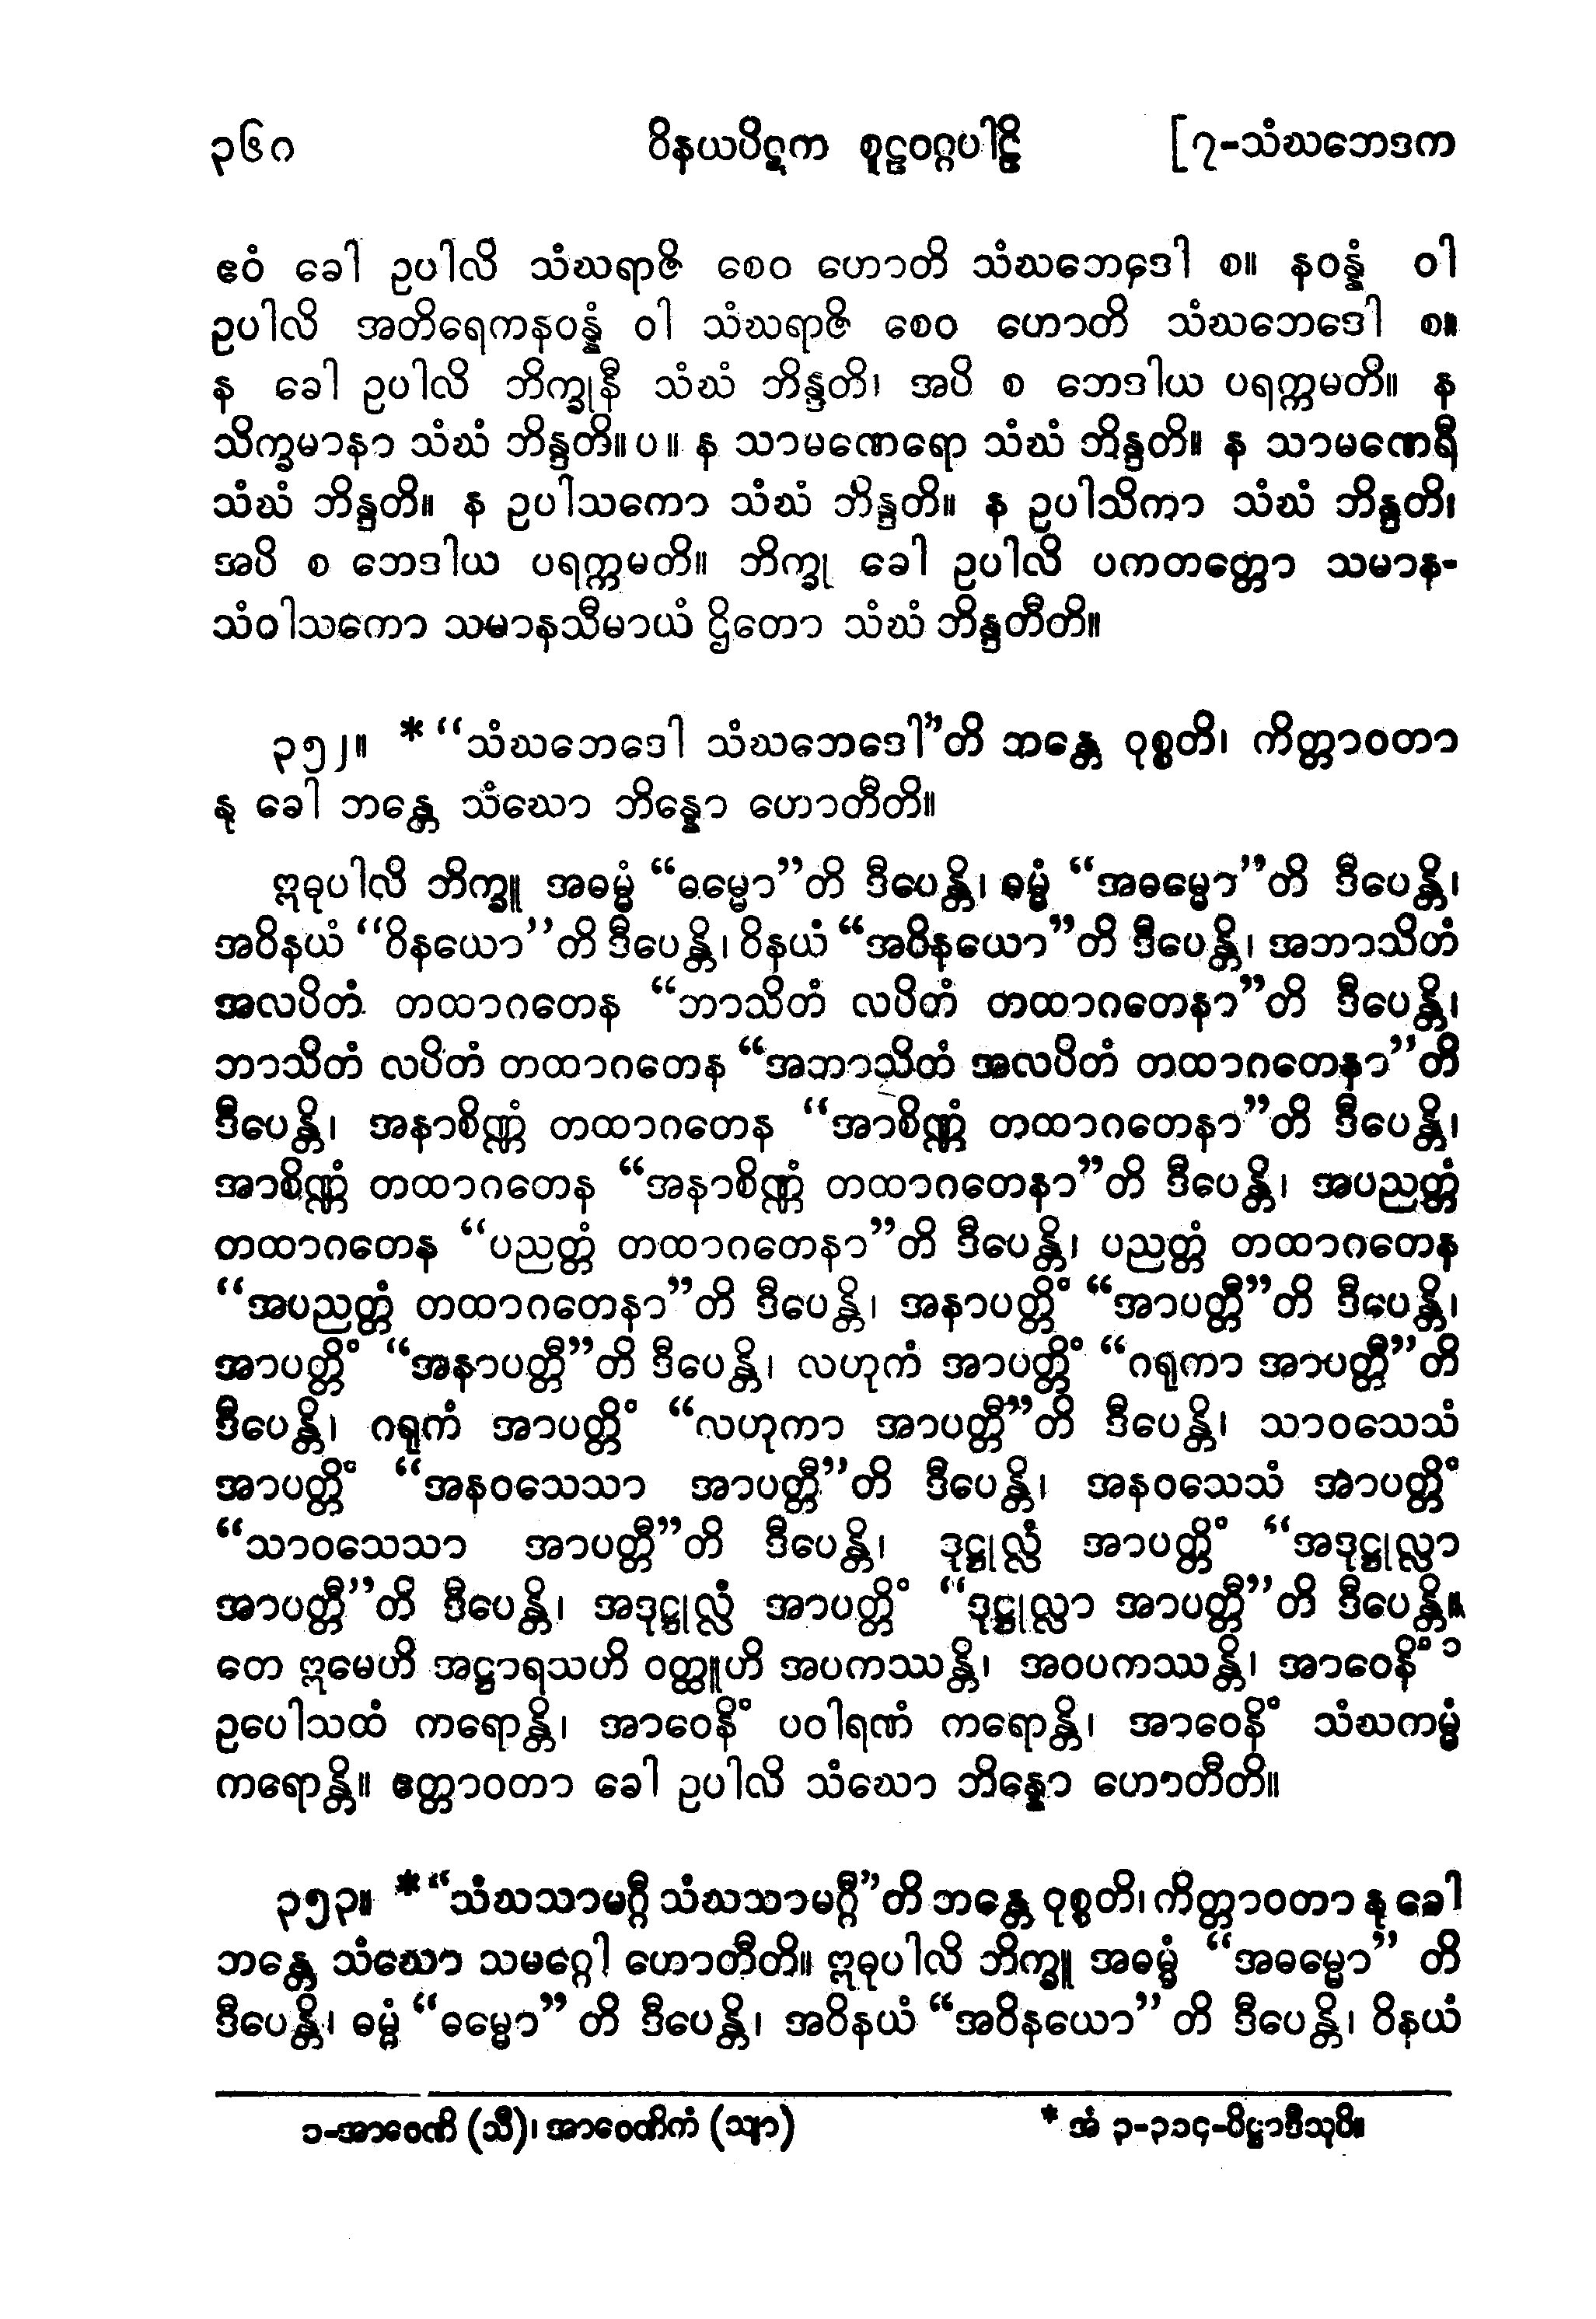 ၃၆၀ ဝိနယပိဋက စူဠဝဂ္ဂပါဠိ [၇-သံဃဘေဒက
ဧဝံ ခေါ ဥပါလိ သံဃရာဇိ စေဝ ဟောတိ သံဃဘေဒေါ စ။ နဝန္နံ ဝါ
ဥပါလိ အတိရေကနဝန္နံ ဝါ သံဃရာဇိ စေဝ ဟောတိ သံဃဘေဒေါ စ။
န ခေါ ဥပါလိ ဘိက္ခုနီ သံဃံ ဘိန္ဒတိ၊ အပိ စ ဘေဒါယ ပရက္ကမတိ။ န
သိက္ခမာနာ သံဃံ ဘိန္ဒတိ။ပ။ န သာမဏေရော သံဃံ ဘိန္ဒတိ။ န သာမဏေရီ
သံဃံ ဘိန္ဒတိ။ န ဥပါသကော သံဃံ ဘိန္ဒတိ။ န ဥပါသိကာ သံဃံ ဘိန္ဒတိ၊
အပိ စ ဘေဒါယ ပရက္ကမတိ။ ဘိက္ခု ခေါ ဥပါလိ ပကတတ္တော သမာန-
သံဝါသကော သမာနသီမာယံ ဌိတော သံဃံ ဘိန္ဒတီတိ။
၃၅၂။ * “သံဃဘေဒေါ သံဃဘေဒေါ”တိ ဘန္တေ ဝုစ္စတိ၊ ကိတ္တာဝတာ
နု ခေါ ဘန္တေ သံဃော ဘိန္နော ဟောတီတိ။
ဣဓုပါလိ ဘိက္ခူ အဓမ္မံ “ဓမ္မော”တိ ဒီပေန္တိ၊ ဓမ္မံ “အဓမ္မော”တိ ဒီပေန္တိ၊
အဝိနယံ “ဝိနယော”တိ ဒီပေန္တိ၊ ဝိနယံ “အဝိနယော”တိ ဒီပေန္တိ၊ အဘာသိတံ
အလပိတံ တထာဂတေန “ဘာသိတံ လပိတံ တထာဂတေနာ”တိ ဒီပေန္တိ၊
ဘာသိတံ လပိတံ တထာဂတေန “အဘာသိတံ အလပိတံ တထာဂတေနာ”တိ
ဒီပေန္တိ၊ အနာစိဏ္ဏံ တထာဂတေန “အာစိဏ္ဏံ တထာဂတေနာ”တိ ဒီပေန္တိ၊
အာစိဏ္ဏံ တထာဂတေန “အနာစိဏ္ဏံ တထာဂတေနာ”တိ ဒီပေန္တိ၊ အပညတ္တံ
တထာဂတေန “ပညတ္တံ တထာဂတေနာ”တိ ဒီပေန္တိ၊ ပညတ္တံ တထာဂတေန
“အပညတ္တံ တထာဂတေနာ”တိ ဒီပေန္တိ၊ အနာပတ္တိံ “အာပတ္တီ”တိ ဒီပေန္တိ၊
အာပတ္တိံ “အနာပတ္တီ”တိ ဒီပေန္တိ၊ လဟုကံ အာပတ္တိံ “ဂရုကာ အာပတ္တီ”တိ
ဒီပေန္တိ၊ ဂရုကံ အာပတ္တိံ “လဟုကာ အာပတ္တီ”တိ ဒီပေန္တိ၊ သာဝသေသံ
အာပတ္တိံ “အနဝသေသာ အာပတ္တီ”တိ ဒီပေန္တိ၊ အနဝသေသံ အာပတ္တိံ
“သာဝသေသာ အာပတ္တီ”တိ ဒီပေန္တိ၊ ဒုဋ္ဌုလ္လံ အာပတ္တိံ “အဒုဋ္ဌုလ္လာ
အာပတ္တီ”တိ ဒီပေန္တိ၊ အဒုဋ္ဌုလ္လံ အာပတ္တိံ “ဒုဋ္ဌုလ္လာ အာပတ္တီ”တိ ဒီပေန္တိ။
တေ ဣမေဟိ အဋ္ဌာရသဟိ ဝတ္ထူဟိ အပကဿန္တိ၊ အဝပကဿန္တိ၊ အာဝေနိံ ၁
ဥပေါသထံ ကရောန္တိ၊ အာဝေနိံ ပဝါရဏံ ကရောန္တိ၊ အာဝေနိံ သံဃကမ္မံ
ကရောန္တိ။ ဧတ္တာဝတာ ခေါ ဥပါလိ သံဃော ဘိန္နော ဟောတီတိ။
၃၅၃။ * “သံဃသာမဂ္ဂီ သံဃသာမဂ္ဂီ”တိ ဘန္တေ ဝုစ္စတိ၊ ကိတ္တာဝတာ နု ခေါ
ဘန္တေ သံဃော သမဂ္ဂေါ ဟောတီတိ။ ဣဓုပါလိ ဘိက္ခူ အဓမ္မံ “အဓမ္မော” တိ
ဒီပေန္တိ၊ ဓမ္မံ “ဓမ္မော” တိ ဒီပေန္တိ၊ အဝိနယံ “အဝိနယော” တိ ဒီပေန္တိ၊ ဝိနယံ
၁-အာဝေဏိ (သီ)၊ အာဝေဏိကံ (သျာ) * အံ ၃-၃၁၄-ပိဋ္ဌာဒီသုပိ။